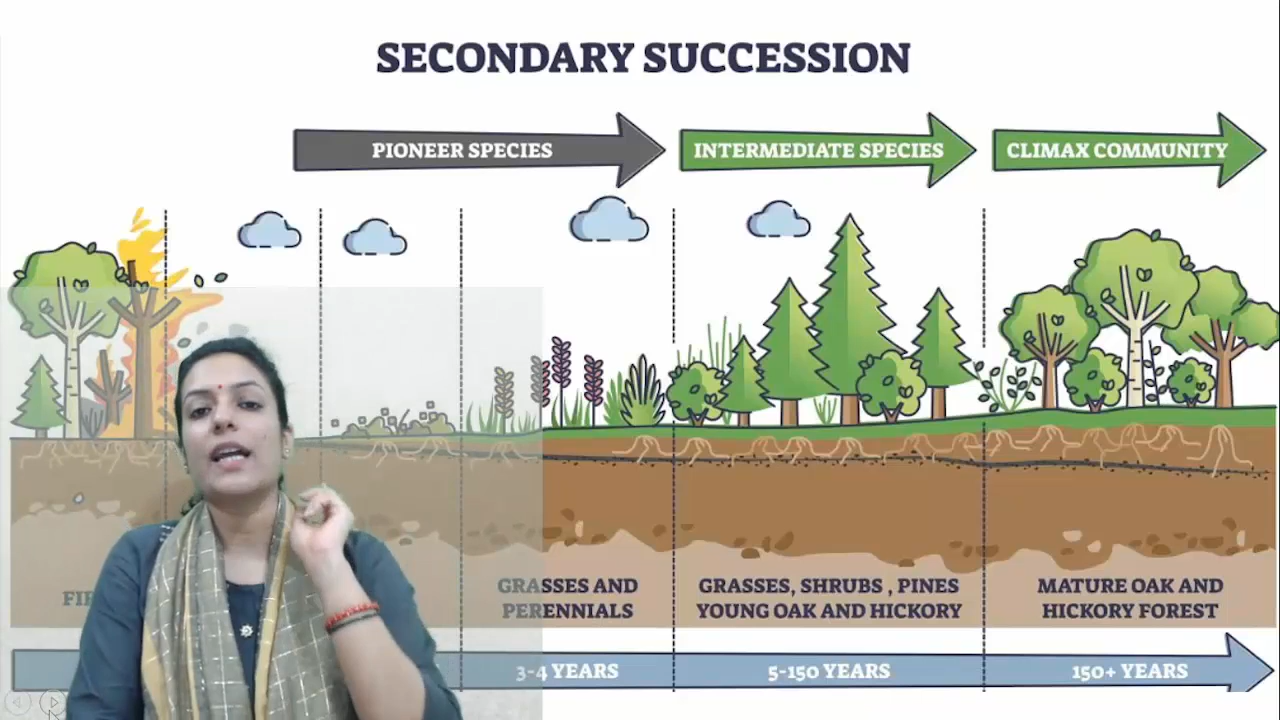 SECONDARY SUCCESSION
PIONEER SPECIES
INTERMEDIATE SPECIES
CLIMAX COMMUNITY
GRASSES AND
PERENNIALS
GRASSES, SHRUBS , PINES
YOUNG OAK AND HICKORY
MATURE OAK AND
HICKORY FOREST
3-4 YEARS
5-150 YEARS
150+ YEARS